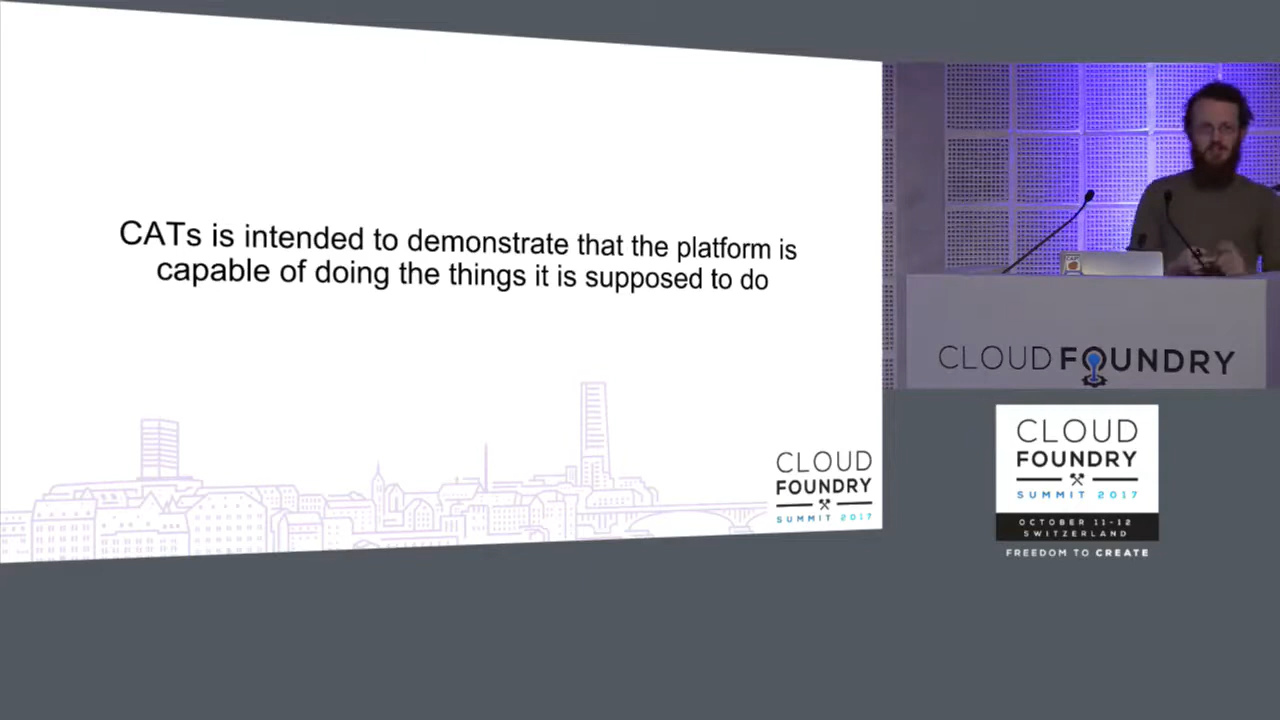 CATs is intended to demonstrate that the platform is
capable of doing the things it is supposed to do
CLOUD
FOUNDRY
SUMMIT 2017
CLOUD FOUNDRY
CLOUD
FOUNDRY
SUMMIT 2017
OCTOBER 11-12
SWITZERLAND
FREEDOM TO CREATE